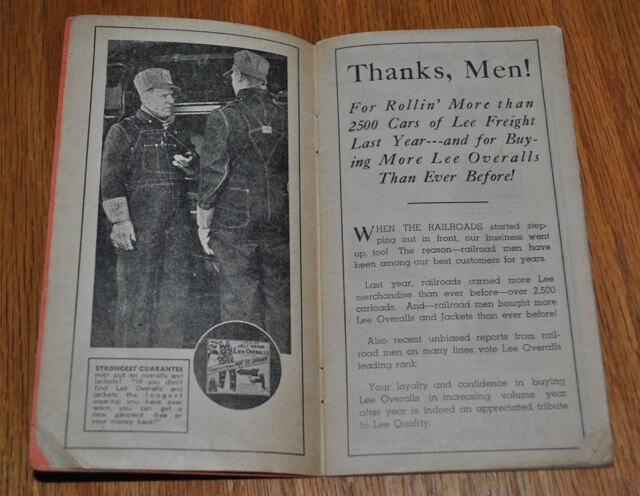 STRONGEST GUARANTEE
ever put on overalls and
jackets! "If you don't
find Lee Overalls and
jackets the longest
wearing you have ever
worn, you can get a
new garment free or
your money back!"
JELT DENIM
Lee OVERALLS
Thanks, Men!
For Rollin' More than
2500 Cars of Lee Freight
Last Year---and for Buy-
ing More Lee Overalls
Than Ever Before!
WHEN THE RAILROADS started step-
ping out in front, our business went
up, too! The reason—railroad men have
been among our best customers for years.
Last year, railroads carried more Lee
merchandise than ever before—over 2,500
carloads. And—railroad men bought more
Lee Overalls and Jackets than ever before!
Also recent unbiased reports from rail-
road men on many lines vote Lee Overalls
leading rank.
Your loyalty and confidence in buying
Lee Overalls in increasing volume year
after year is indeed an appreciated tribute
to Lee Quality.